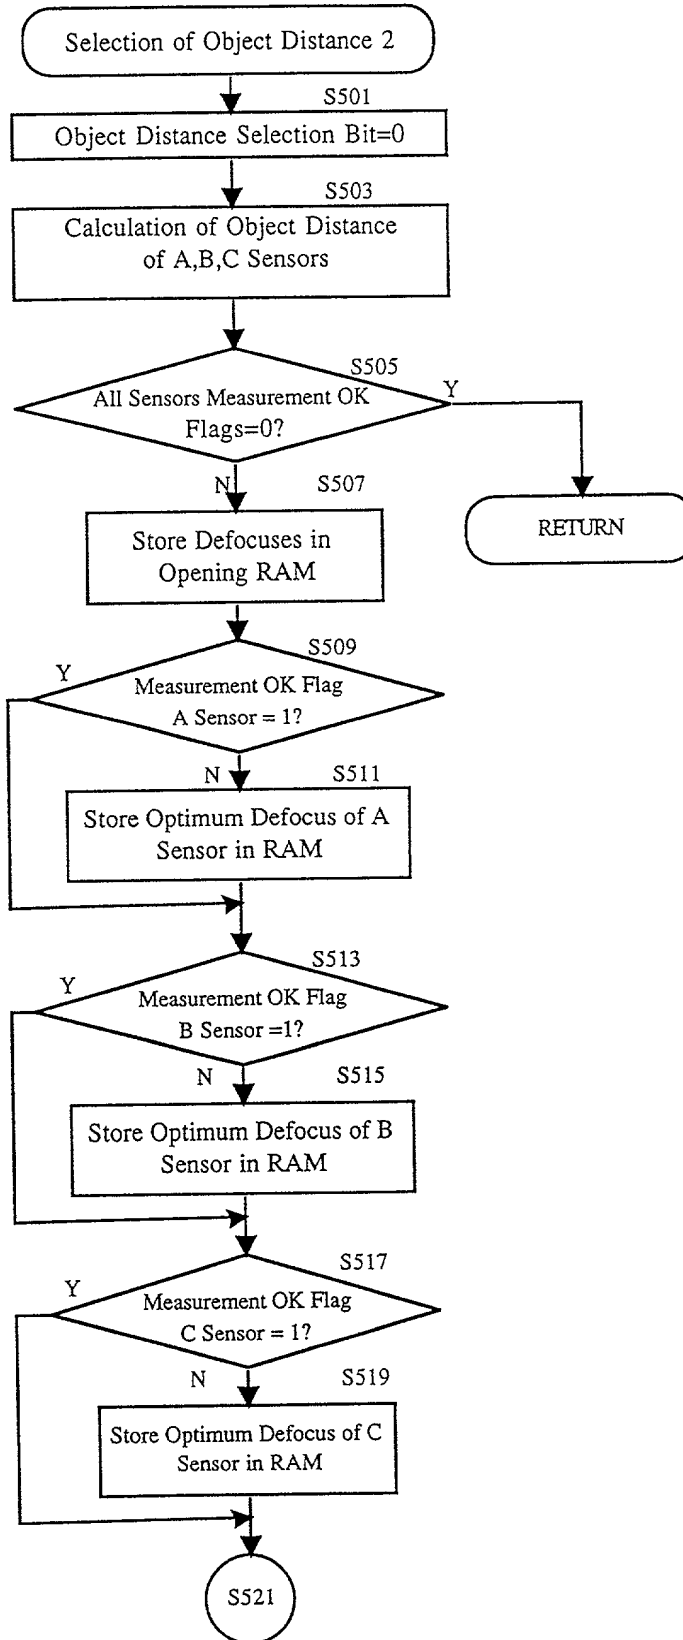 Selection of Object Distance 2
S501
Object Distance Selection Bit=0
S503
Calculation of Object Distance
of A,B,C Sensors
S505
Y
All Sensors Measurement OK
Flags=0?
N
S507
RETURN
Store Defocuses in
Opening RAM
S509
Y
Measurement OK Flag
A Sensor = 1?
N
S511
Store Optimum Defocus of A
Sensor in RAM
S513
Y
Measurement OK Flag
B Sensor =1?
N
S515
Store Optimum Defocus of B
Sensor in RAM
S517
Y
Measurement OK Flag
C Sensor = 1?
N
S519
Store Optimum Defocus of C
Sensor in RAM
S521